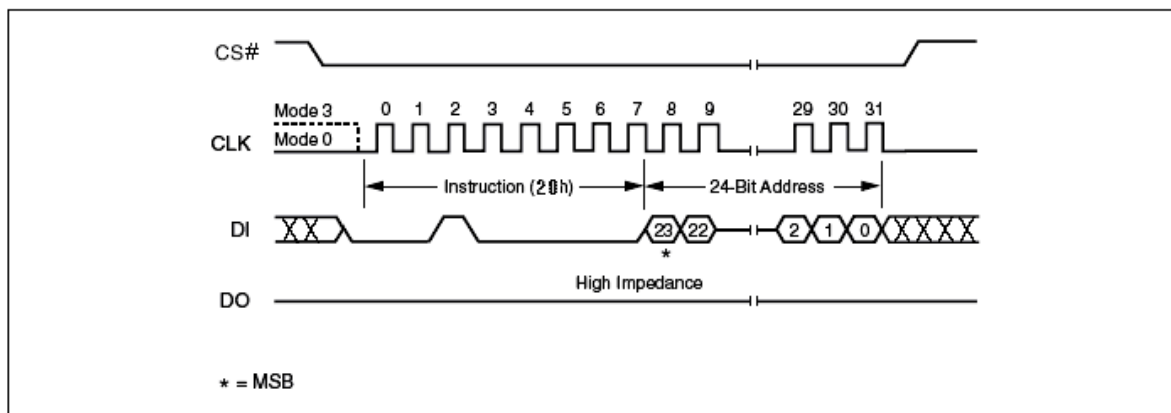 CS#
Mode 3 0 1 2 3 4 5 6 7 8 9 29 30 31
CLK Mode 0
Instruction (20h) 24-Bit Address
DI 23 22 2 1 0
*
High Impedance
DO
* = MSB